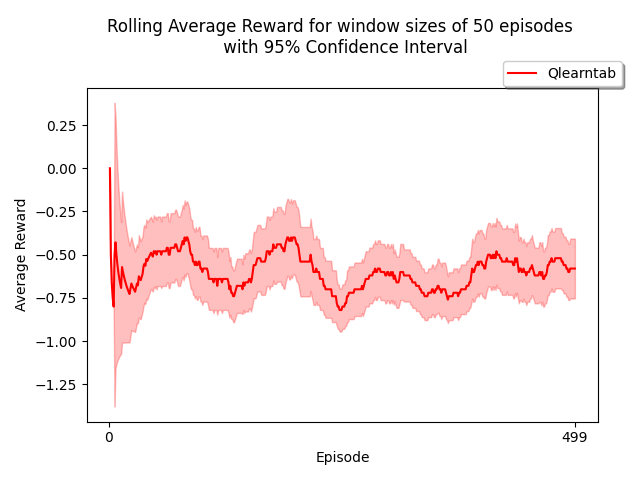 Rolling Average Reward for window sizes of 50 episodes
with 95% Confidence Interval
Qlearntab
0.25
0.00
−0.25
−0.50
−0.75
−1.00
−1.25
Average Reward
0
499
Episode